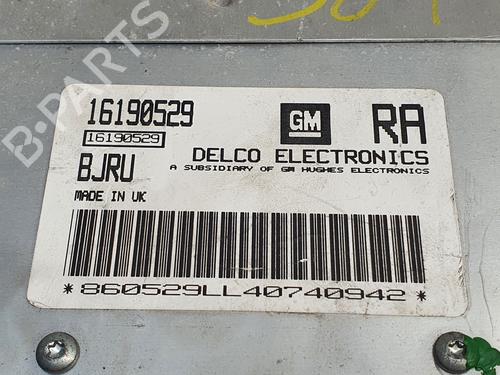 16190529
16190529
BJRU
MADE IN UK
GM
RA
DELCO ELECTRONICS
A SUBSIDIARY OF GM HUGHES ELECTRONICS
*860529LL40740942*
B-PARTS